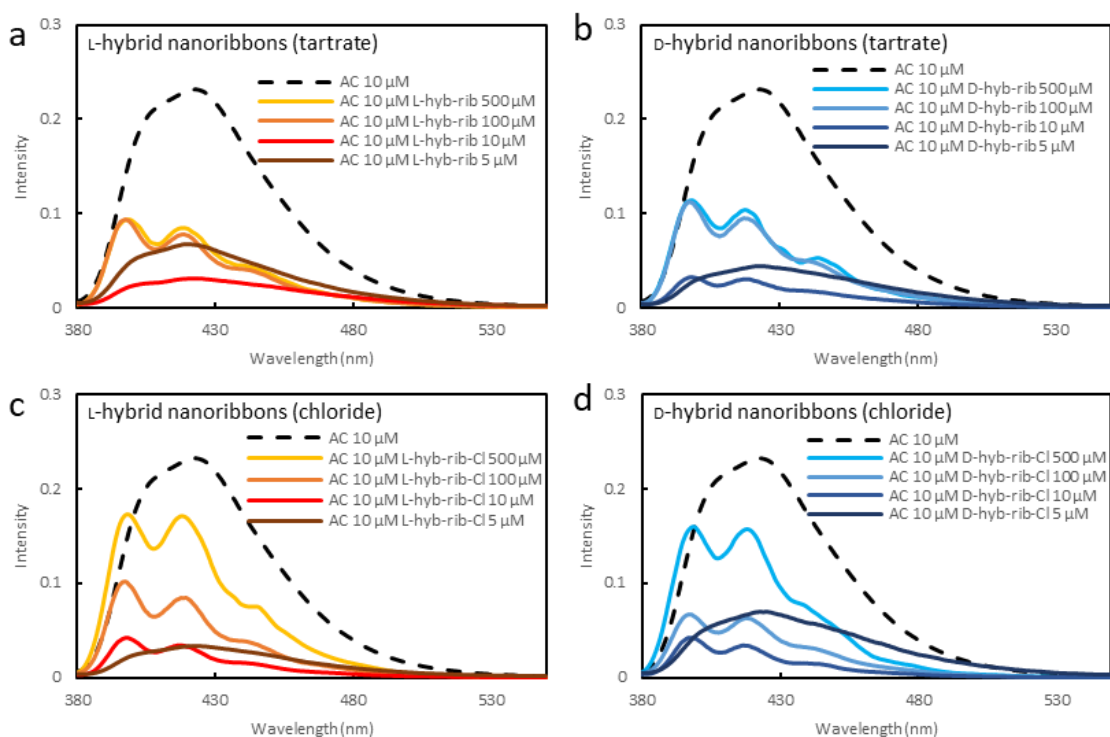 a
L-hybrid nanoribbons (tartrate)
AC 10 µM
AC 10 µM L-hyb-rib 500 µM
AC 10 µM L-hyb-rib 100 µM
AC 10 µM L-hyb-rib 10 µM
AC 10 µM L-hyb-rib 5 µM
0.3
0.2
0.1
0
Intensity
380
430
480
530
Wavelength (nm)
b
D-hybrid nanoribbons (tartrate)
AC 10 µM
AC 10 µM D-hyb-rib 500 µM
AC 10 µM D-hyb-rib 100 µM
AC 10 µM D-hyb-rib 10 µM
AC 10 µM D-hyb-rib 5 µM
0.3
0.2
0.1
0
Intensity
380
430
480
530
Wavelength (nm)
c
L-hybrid nanoribbons (chloride)
AC 10 µM
AC 10 µM L-hyb-rib-Cl 500 µM
AC 10 µM L-hyb-rib-Cl 100 µM
AC 10 µM L-hyb-rib-Cl 10 µM
AC 10 µM L-hyb-rib-Cl 5 µM
0.3
0.2
0.1
0
Intensity
380
430
480
530
Wavelength (nm)
d
D-hybrid nanoribbons (chloride)
AC 10 µM
AC 10 µM D-hyb-rib-Cl 500 µM
AC 10 µM D-hyb-rib-Cl 100 µM
AC 10 µM D-hyb-rib-Cl 10 µM
AC 10 µM D-hyb-rib-Cl 5 µM
0.3
0.2
0.1
0
Intensity
380
430
480
530
Wavelength (nm)